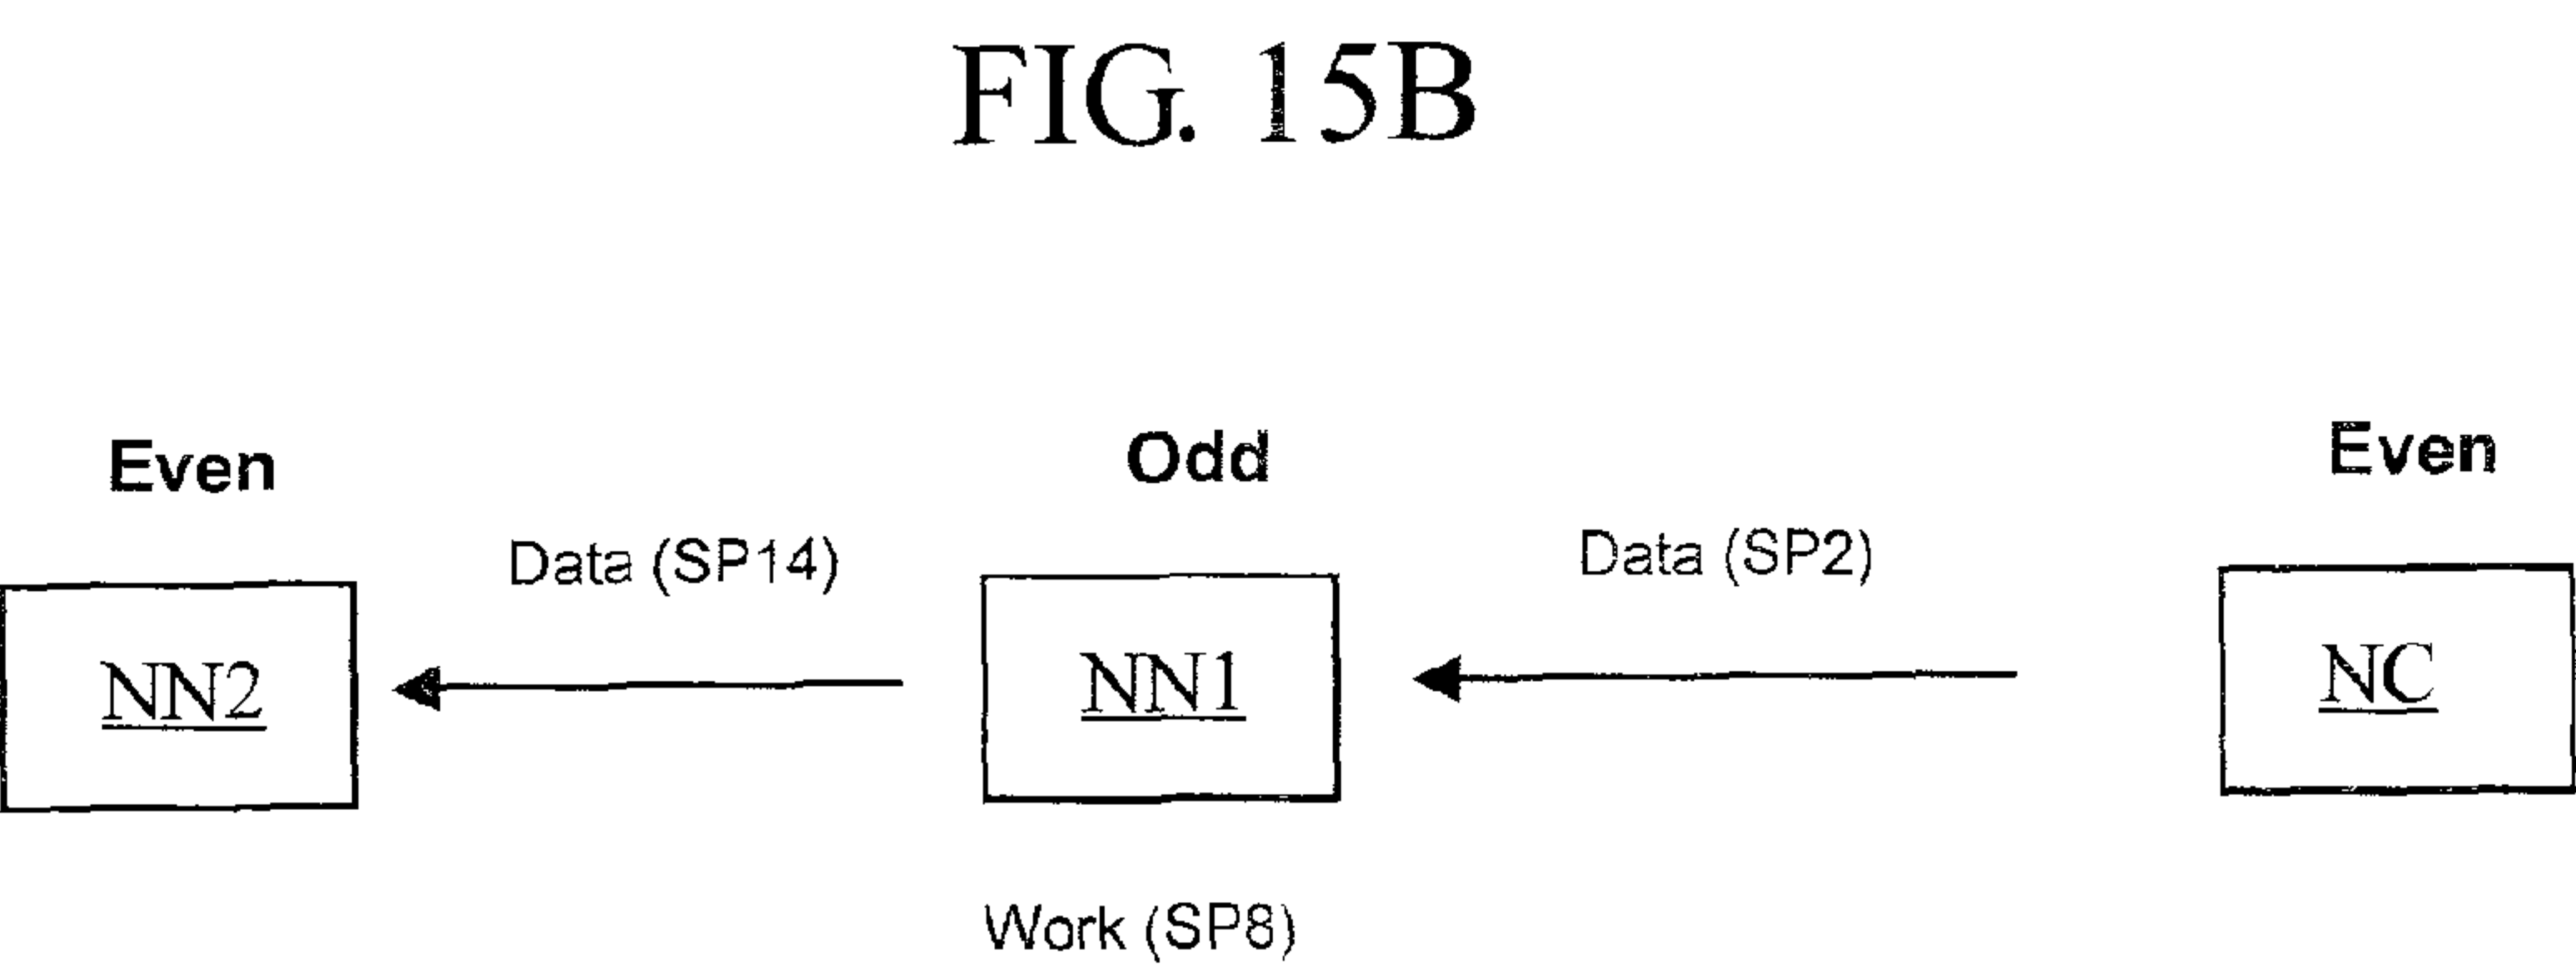 FIG. 15B
Even
Odd
Even
Data (SP14)
Data (SP2)
NN2
NN1
NC
Work (SP8)